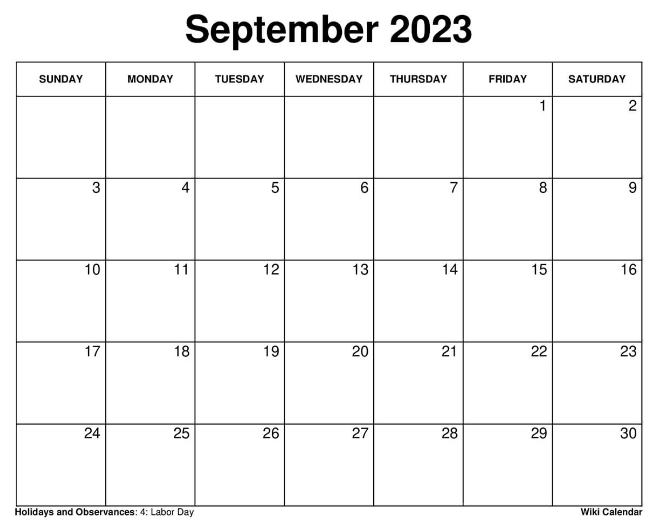 September 2023
SUNDAY MONDAY TUESDAY WEDNESDAY THURSDAY FRIDAY SATURDAY
1 2
3 4 5 6 7 8 9
10 11 12 13 14 15 16
17 18 19 20 21 22 23
24 25 26 27 28 29 30
Holidays and Observances: 4: Labor Day Wiki Calendar